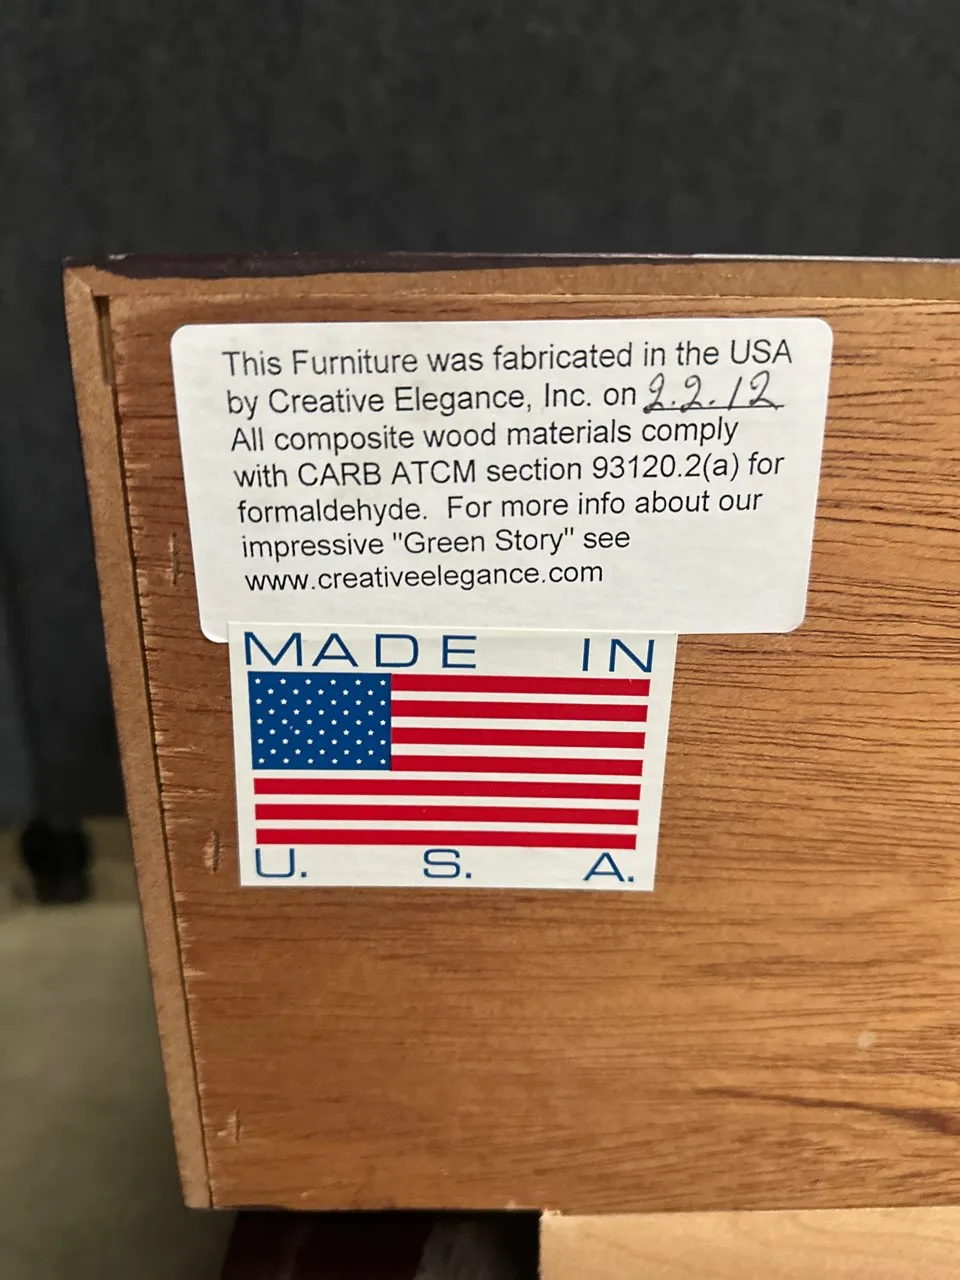 This Furniture was fabricated in the USA
by Creative Elegance, Inc. on 2.2.12
All composite wood materials comply
with CARB ATCM section 93120.2(a) for
formaldehyde.  For more info about our
impressive "Green Story" see
www.creativeelegance.com
MADE IN
U. S. A.